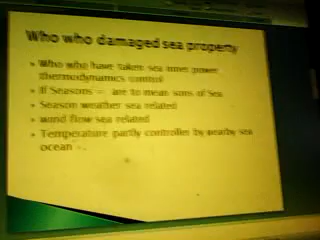 Who who damaged sea property
Who who have taken sea inner power
thermodynamics control
If Seasons = are to mean sons of Sea
Season weather sea related
wind flow sea related
Temperature partly controller by nearby sea
ocean